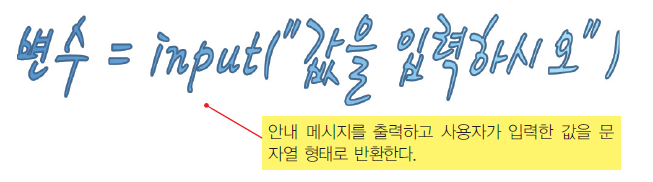 변수 = input("값을 입력하시오")
안내 메시지를 출력하고 사용자가 입력한 값을 문
자열 형태로 반환한다.